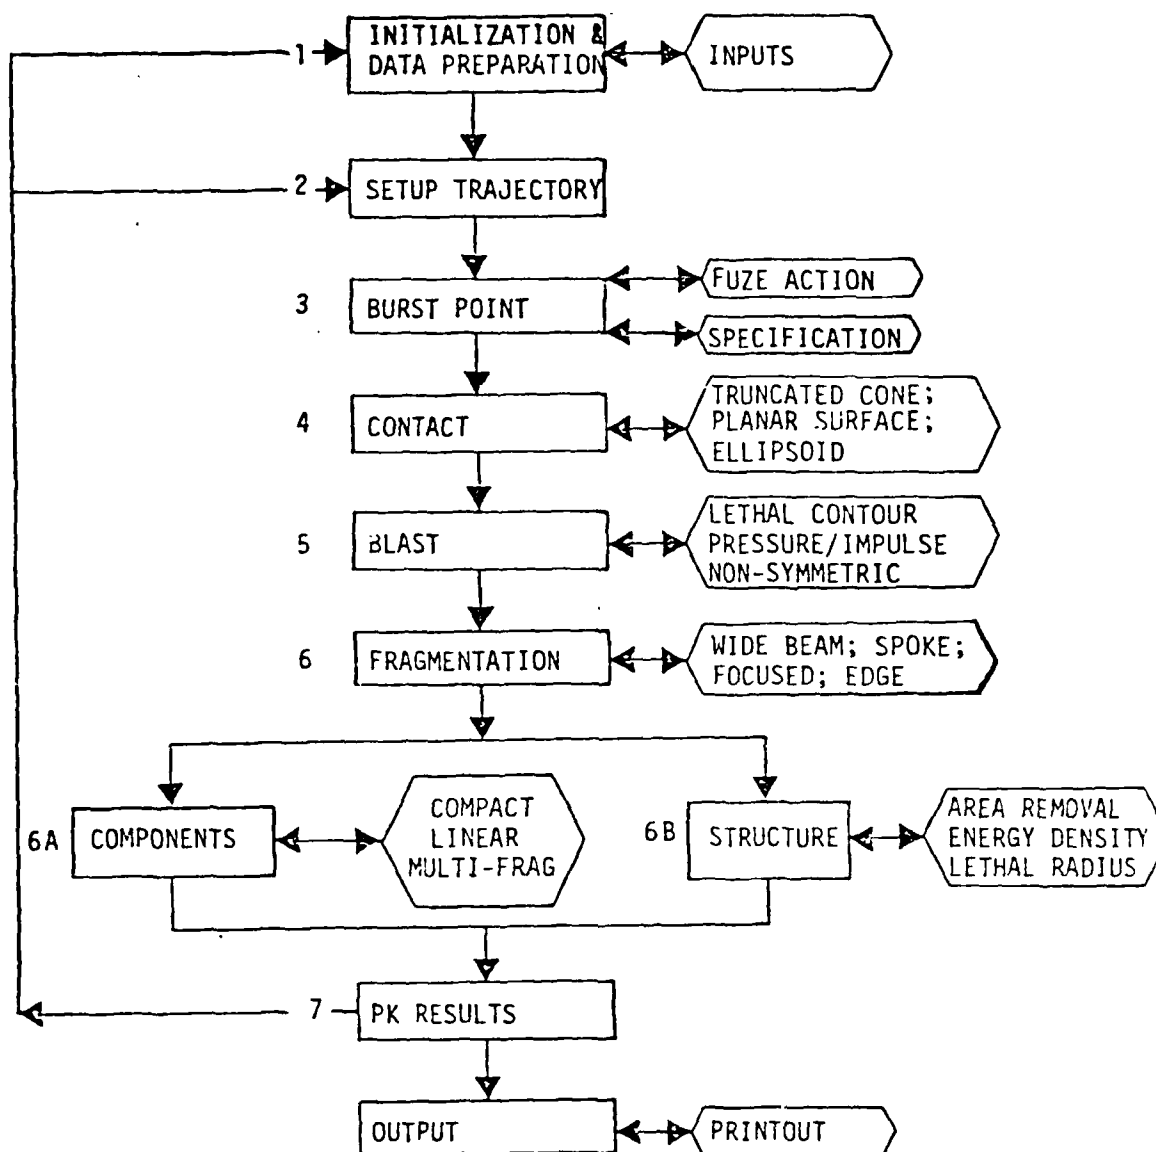 1
INITIALIZATION &
DATA PREPARATION
INPUTS
2
SETUP TRAJECTORY
3
BURST POINT
FUZE ACTION
SPECIFICATION
4
CONTACT
TRUNCATED CONE;
PLANAR SURFACE;
ELLIPSOID
5
BLAST
LETHAL CONTOUR
PRESSURE/IMPULSE
NON-SYMMETRIC
6
FRAGMENTATION
WIDE BEAM; SPOKE;
FOCUSED; EDGE
6A
COMPONENTS
COMPACT
LINEAR
MULTI-FRAG
6B
STRUCTURE
AREA REMOVAL
ENERGY DENSITY
LETHAL RADIUS
7
PK RESULTS
OUTPUT
PRINTOUT